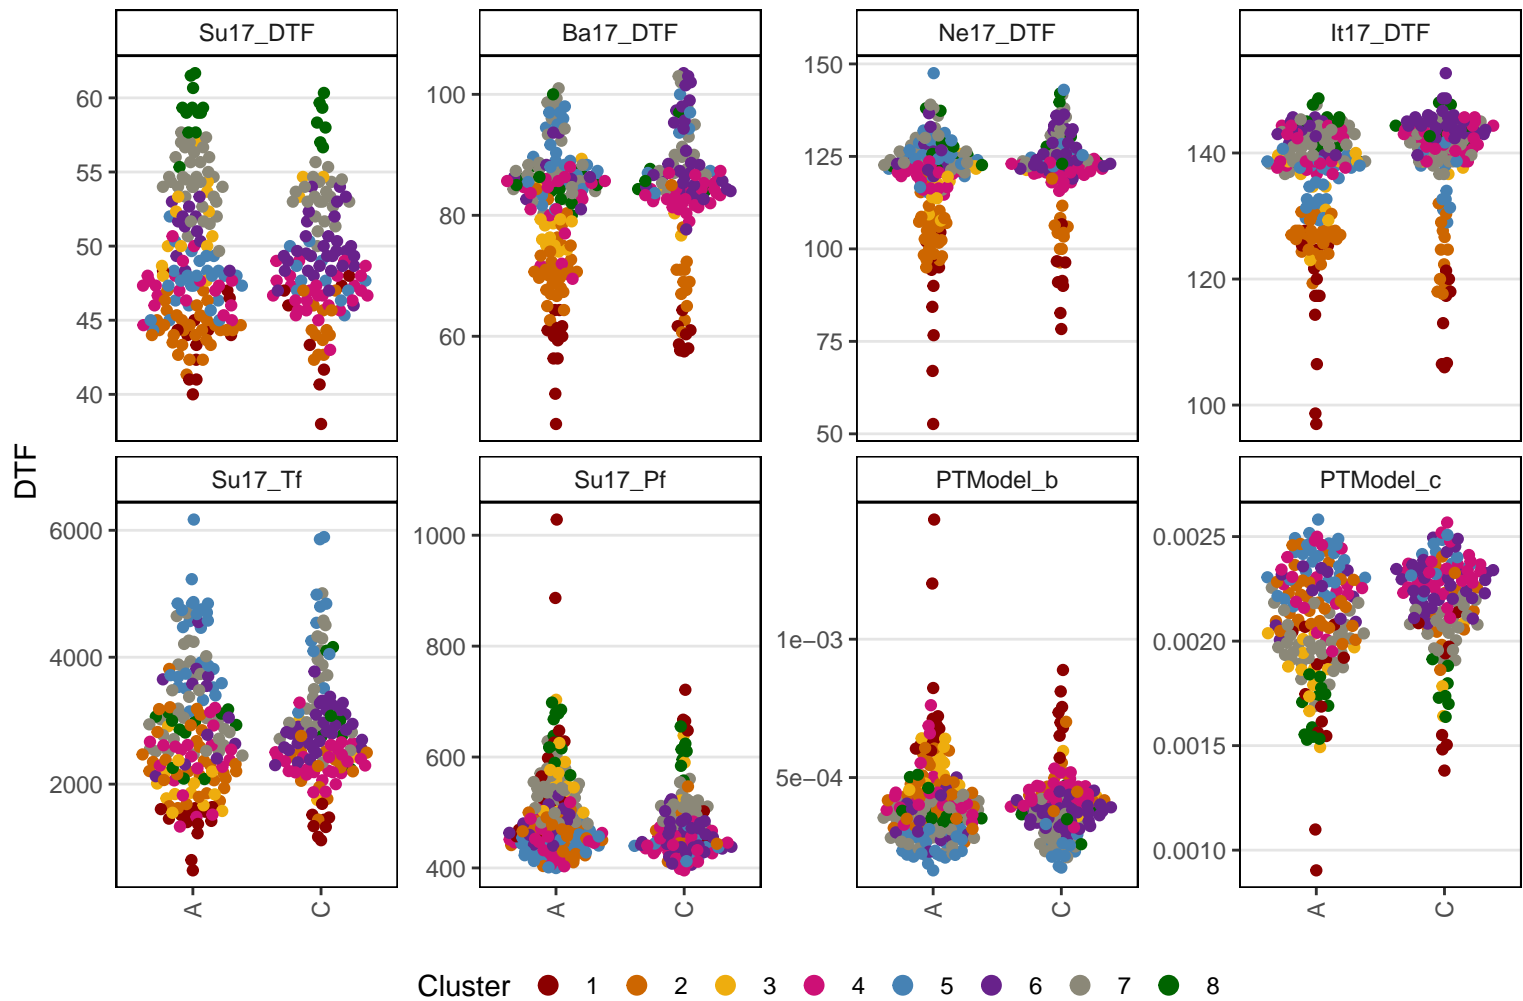 Su17_DTF
Ba17_DTF
Ne17_DTF
It17_DTF
60
55
50
45
40
100
80
60
150
125
100
75
50
140
120
100
DTF
Su17_Tf
Su17_Pf
PTModel_b
PTModel_c
6000
4000
2000
1000
800
600
400
1e−03
5e−04
0.0025
0.0020
0.0015
0.0010
A
C
A
C
A
C
A
C
Cluster 1 2 3 4 5 6 7 8